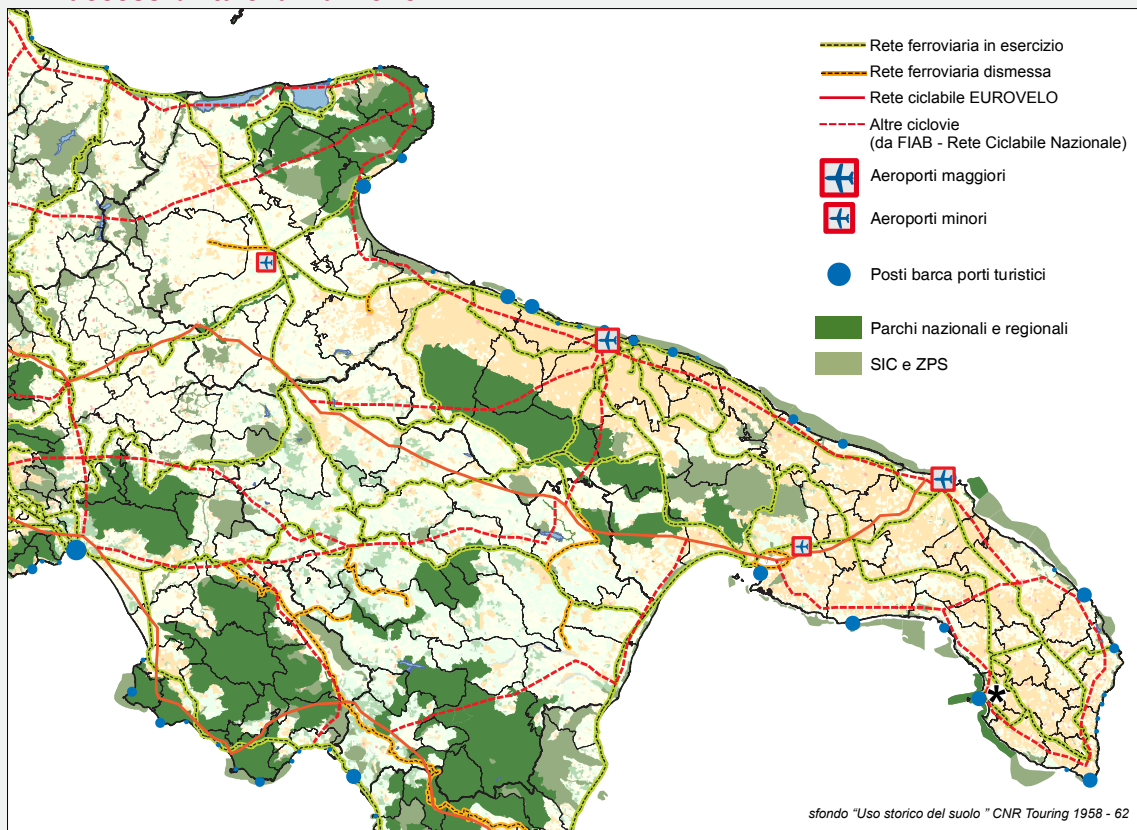 Rete ferroviaria in esercizio
Rete ferroviaria dismessa
Rete ciclabile EUROVELO
Altre ciclovie
(da FIAB - Rete Ciclabile Nazionale)
Aeroporti maggiori
Aeroporti minori
Posti barca porti turistici
Parchi nazionali e regionali
SIC e ZPS
*
sfondo "Uso storico del suolo " CNR Touring 1958 - 62